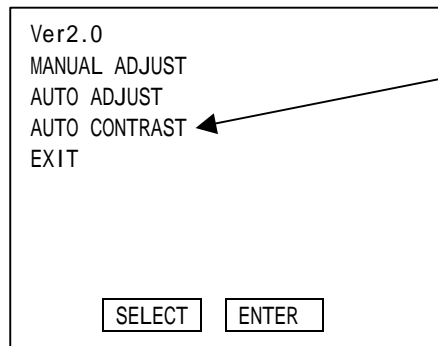 Ver2.0
MANUAL ADJUST
AUTO ADJUST
AUTO CONTRAST
EXIT
SELECT ENTER